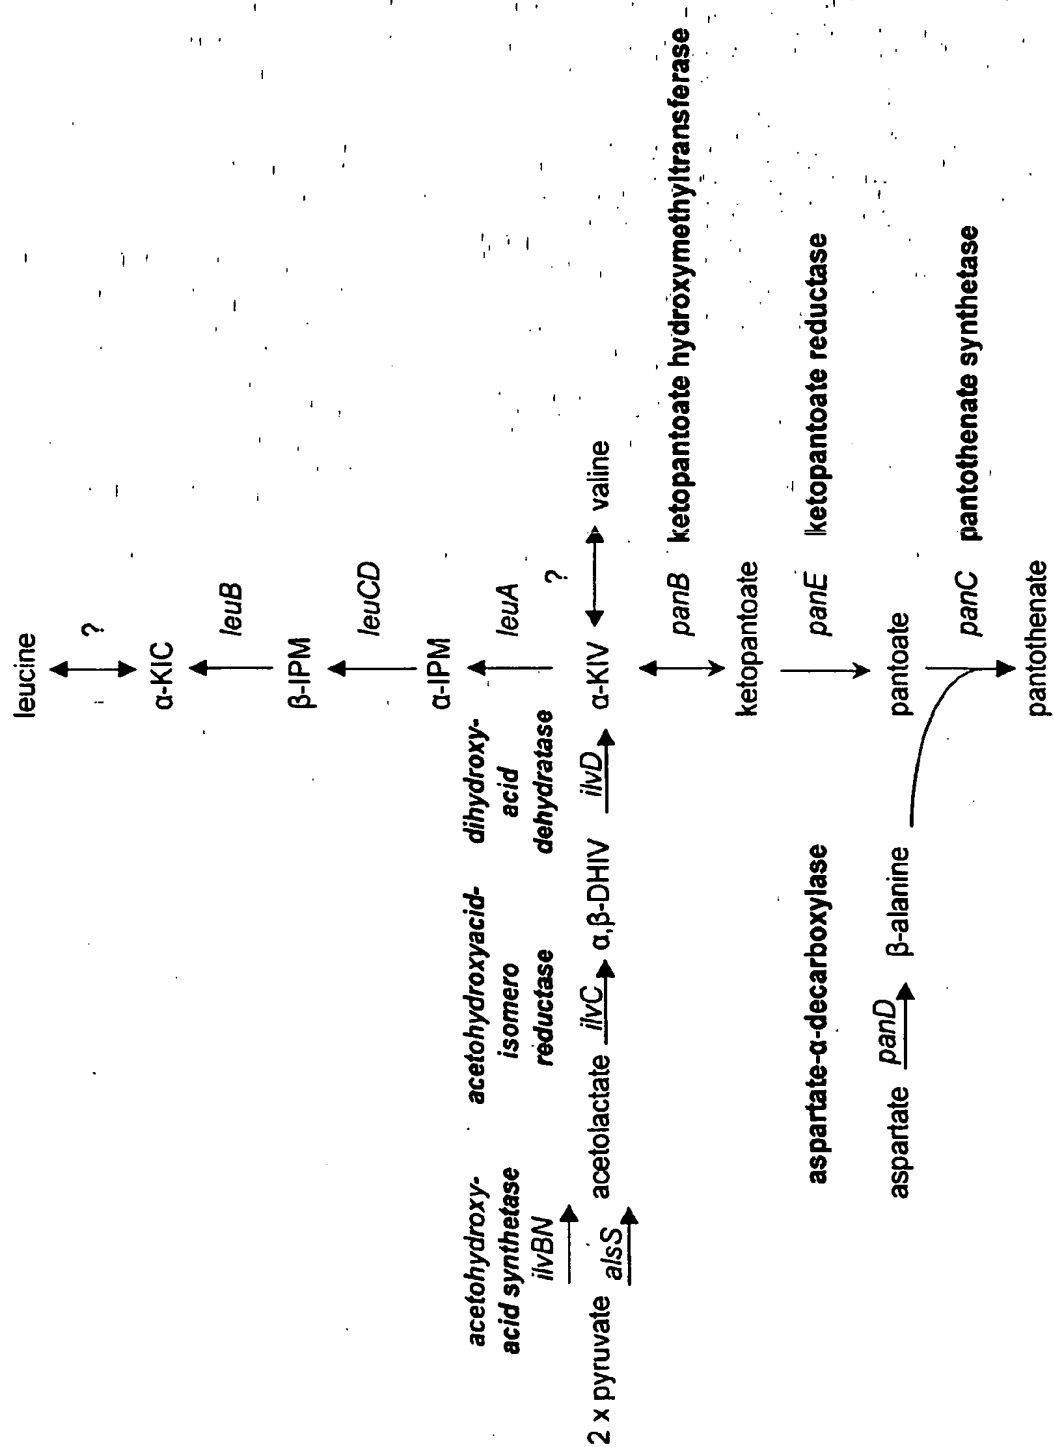 leucine
?
α-KIC
leuB
β-IPM
leuCD
α-IPM
leuA
acetohydroxy-
acid synthetase
ilvBN
acetohydroxyacid-
isomero
reductase
dihydroxy-
acid
dehydratase
?
2 x pyruvate alsS acetolactate ilvC α,β-DHIV ilvD α-KIV valine
panB ketopantoate hydroxymethyltransferase
ketopantoate
aspartate-α-decarboxylase
panE ketopantoate reductase
aspartate panD β-alanine pantoate
panC pantothenate synthetase
pantothenate